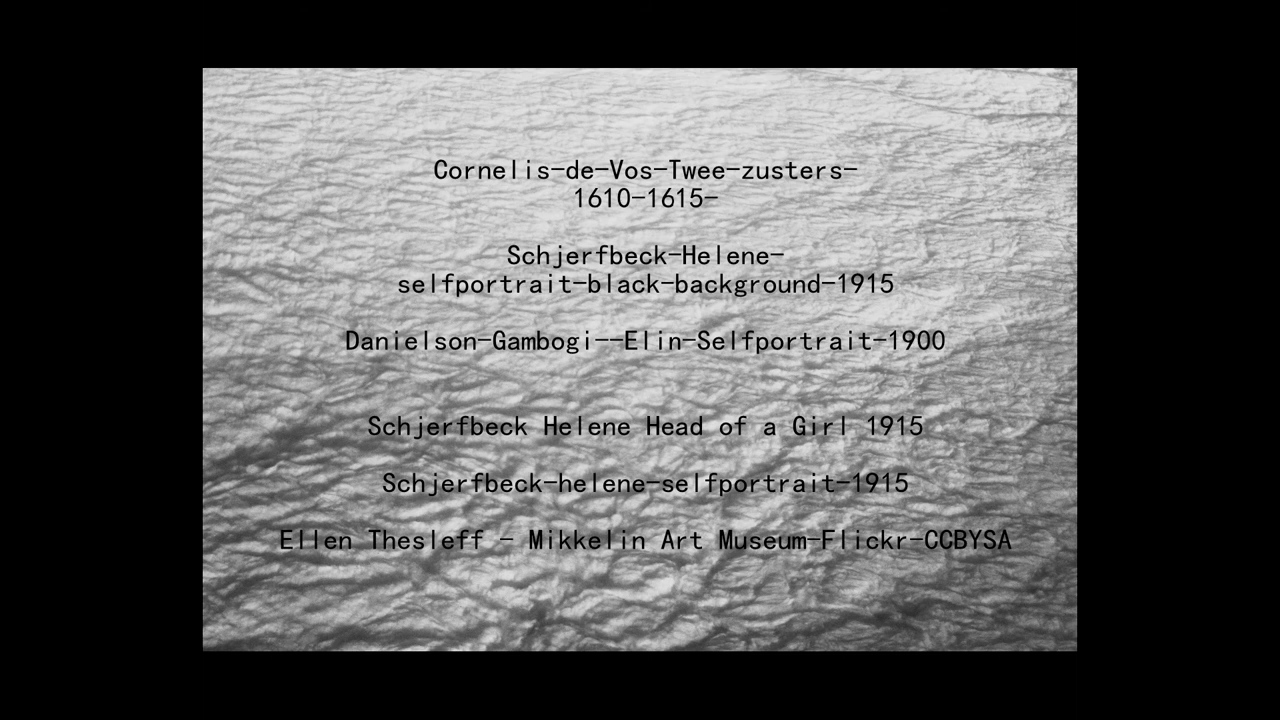 Cornelis-de-Vos-Twee-zusters-
1610-1615-
Schjerfbeck-Helene-
selfportrait-black-background-1915
Danielson-Gambogi--Elin-Selfportrait-1900
Schjerfbeck Helene Head of a Girl 1915
Schjerfbeck-helene-selfportrait-1915
Ellen Thesleff - Mikkelin Art Museum-Flickr-CCBYSA